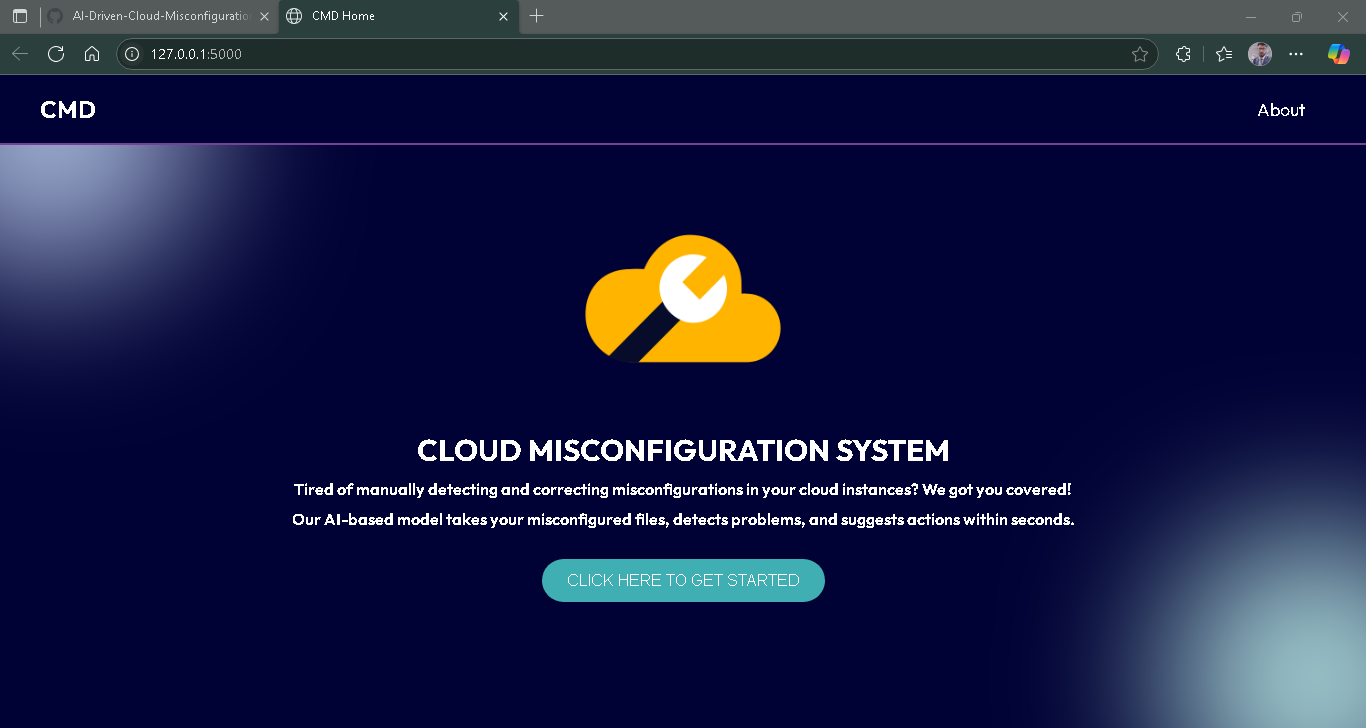 AI-Driven-Cloud-Misconfiguratio
CMD Home
127.0.0.1:5000
CMD
About
CLOUD MISCONFIGURATION SYSTEM
Tired of manually detecting and correcting misconfigurations in your cloud instances? We got you covered!
Our AI-based model takes your misconfigured files, detects problems, and suggests actions within seconds.
CLICK HERE TO GET STARTED